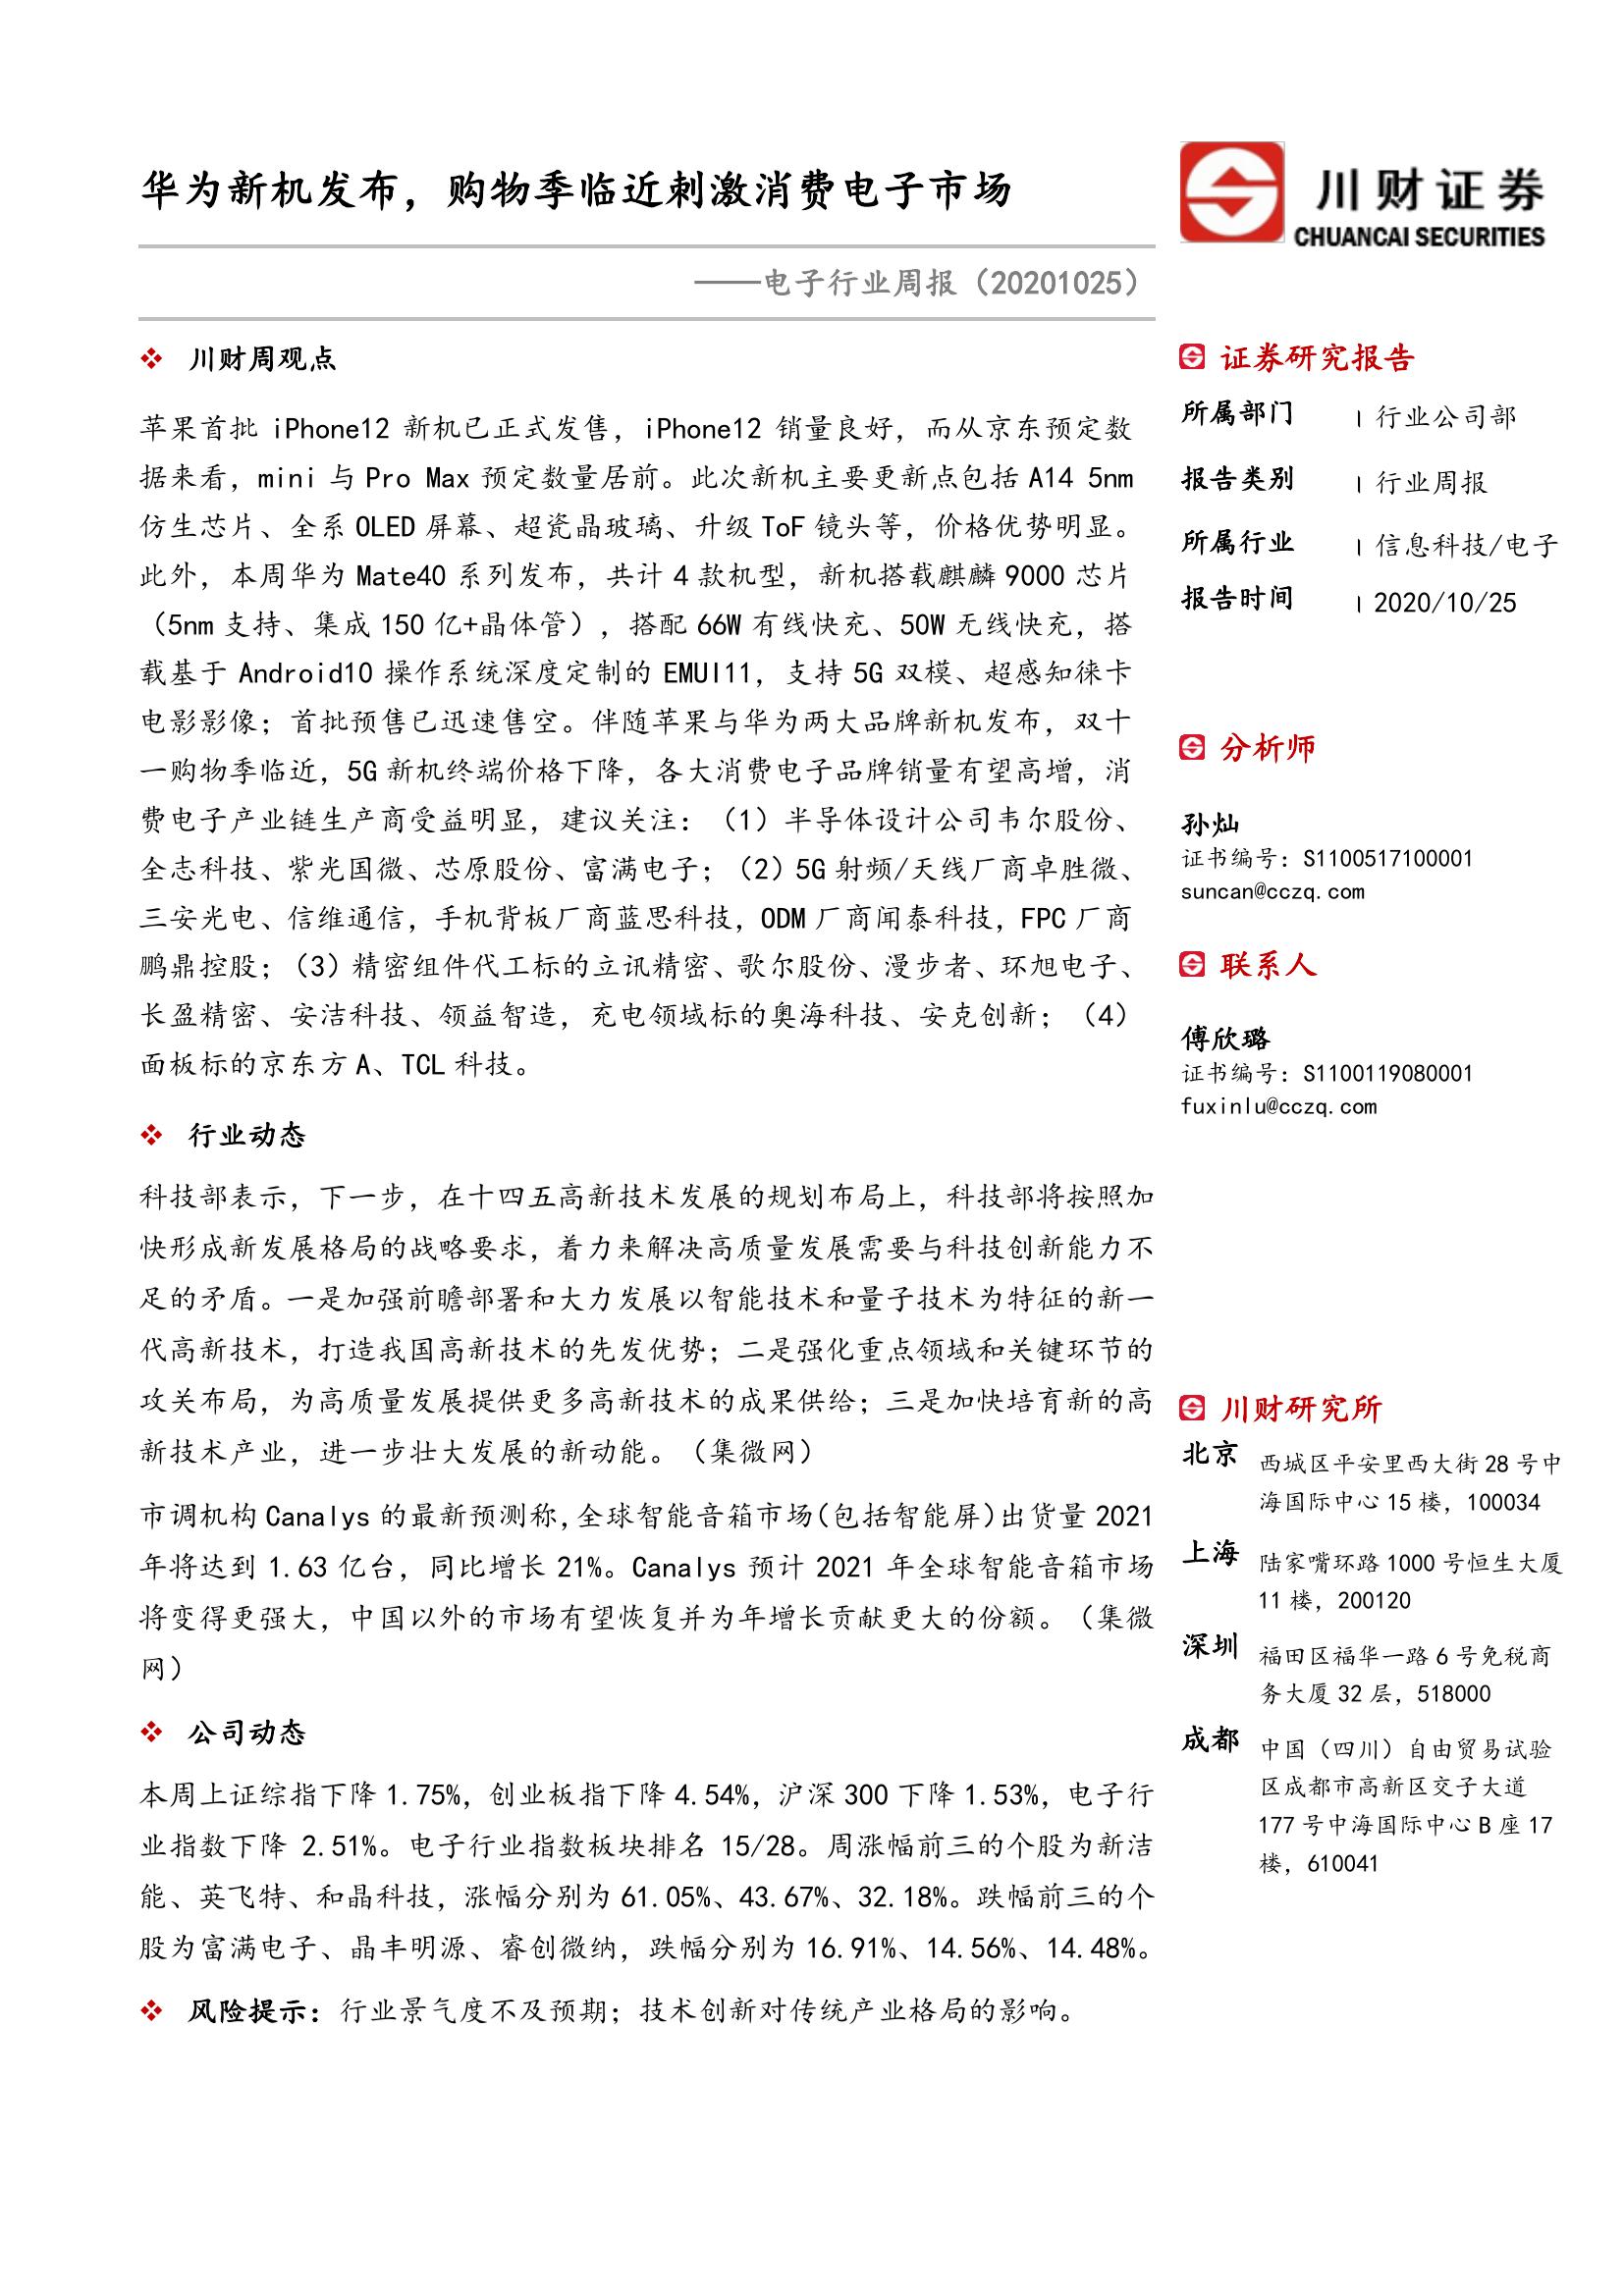 华为新机发布，购物季临近刺激消费电子市场
——电子行业周报（20201025）
川财周观点
苹果首批 iPhone12 新机已正式发售，iPhone12 销量良好，而从京东预定数
据来看，mini 与 Pro Max 预定数量居前。此次新机主要更新点包括 A14 5nm
仿生芯片、全系 OLED 屏幕、超瓷晶玻璃、升级 ToF 镜头等，价格优势明显。
此外，本周华为 Mate40 系列发布，共计 4 款机型，新机搭载麒麟 9000 芯片
（5nm 支持、集成 150 亿+晶体管），搭配 66W 有线快充、50W 无线快充，搭
载基于 Android10 操作系统深度定制的 EMUI11，支持 5G 双模、超感知徕卡
电影影像；首批预售已迅速售空。伴随苹果与华为两大品牌新机发布，双十
一购物季临近，5G 新机终端价格下降，各大消费电子品牌销量有望高增，消
费电子产业链生产商受益明显，建议关注：（1）半导体设计公司韦尔股份、
全志科技、紫光国微、芯原股份、富满电子；（2）5G 射频/天线厂商卓胜微、
三安光电、信维通信，手机背板厂商蓝思科技，ODM 厂商闻泰科技，FPC 厂商
鹏鼎控股；（3）精密组件代工标的立讯精密、歌尔股份、漫步者、环旭电子、
长盈精密、安洁科技、领益智造，充电领域标的奥海科技、安克创新；（4）
面板标的京东方 A、TCL 科技。
行业动态
科技部表示，下一步，在十四五高新技术发展的规划布局上，科技部将按照加
快形成新发展格局的战略要求，着力来解决高质量发展需要与科技创新能力不
足的矛盾。一是加强前瞻部署和大力发展以智能技术和量子技术为特征的新一
代高新技术，打造我国高新技术的先发优势；二是强化重点领域和关键环节的
攻关布局，为高质量发展提供更多高新技术的成果供给；三是加快培育新的高
新技术产业，进一步壮大发展的新动能。（集微网）
市调机构 Canalys 的最新预测称，全球智能音箱市场（包括智能屏）出货量 2021
年将达到 1.63 亿台，同比增长 21%。Canalys 预计 2021 年全球智能音箱市场
将变得更强大，中国以外的市场有望恢复并为年增长贡献更大的份额。（集微
网）
公司动态
本周上证综指下降 1.75%，创业板指下降 4.54%，沪深 300 下降 1.53%，电子行
业指数下降 2.51%。电子行业指数板块排名 15/28。周涨幅前三的个股为新洁
能、英飞特、和晶科技，涨幅分别为 61.05%、43.67%、32.18%。跌幅前三的个
股为富满电子、晶丰明源、睿创微纳，跌幅分别为 16.91%、14.56%、14.48%。
风险提示：行业景气度不及预期；技术创新对传统产业格局的影响。
川财证券
CHUANCAI SECURITIES
证券研究报告
所属部门 | 行业公司部
报告类别 | 行业周报
所属行业 | 信息科技/电子
报告时间 | 2020/10/25
分析师
孙灿
证书编号：S1100517100001
suncan@cczq.com
联系人
傅欣璐
证书编号：S1100119080001
fuxinlu@cczq.com
川财研究所
北京 西城区平安里西大街 28 号中
海国际中心 15 楼，100034
上海 陆家嘴环路 1000 号恒生大厦
11 楼，200120
深圳 福田区福华一路 6 号免税商
务大厦 32 层，518000
成都 中国（四川）自由贸易试验
区成都市高新区交子大道
177 号中海国际中心 B 座 17
楼，610041